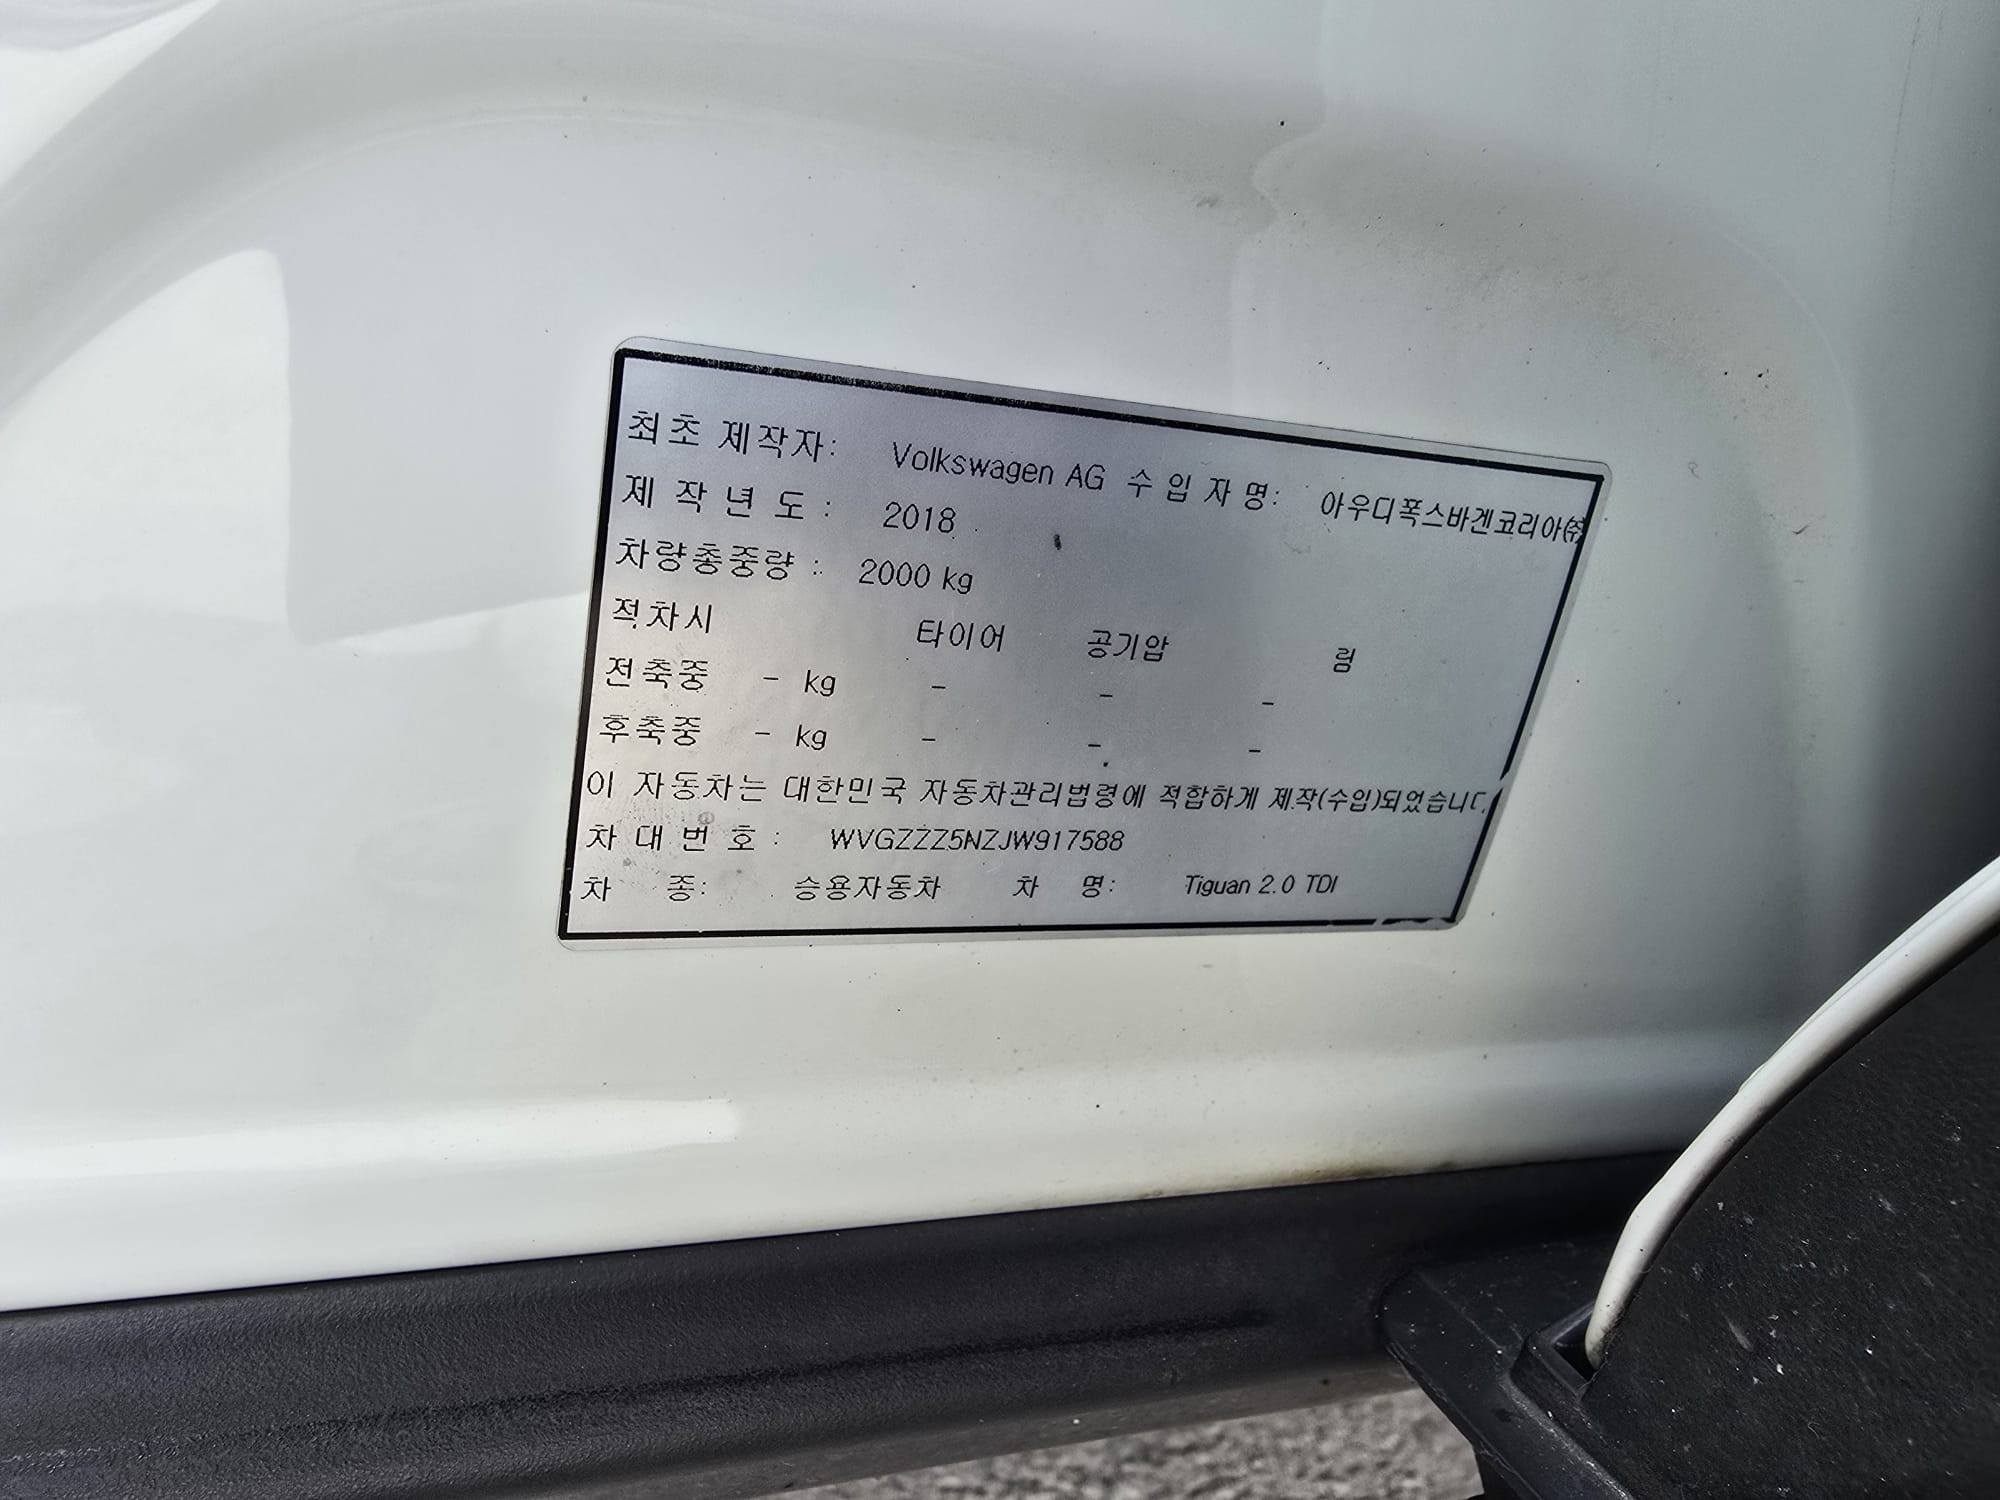 최초 제작자: Volkswagen AG 수 입 자 명: 아우디폭스바겐코리아(주)
제 작 년 도 : 2018
차량총중량 : 2000 kg
적차시 타이어 공기압 림
전축중 - kg - - -
후축중 - kg - - -
이 자동차는 대한민국 자동차관리법령에 적합하게 제작(수입)되었습니다.
차 대 번 호 : WVGZZZ5NZJW917588
차 종: 승용자동차 차 명: Tiguan 2.0 TDI